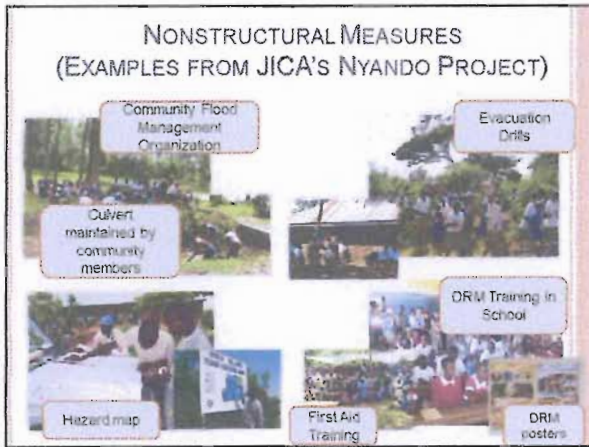 NONSTRUCTURAL MEASURES
(EXAMPLES FROM JICA'S NYANDO PROJECT)
Community Flood
Management
Organization
Evacuation
Drills
Culvert
maintained by
community
members
DRM Training in
School
Hazard map
First Aid
Training
DRM
posters